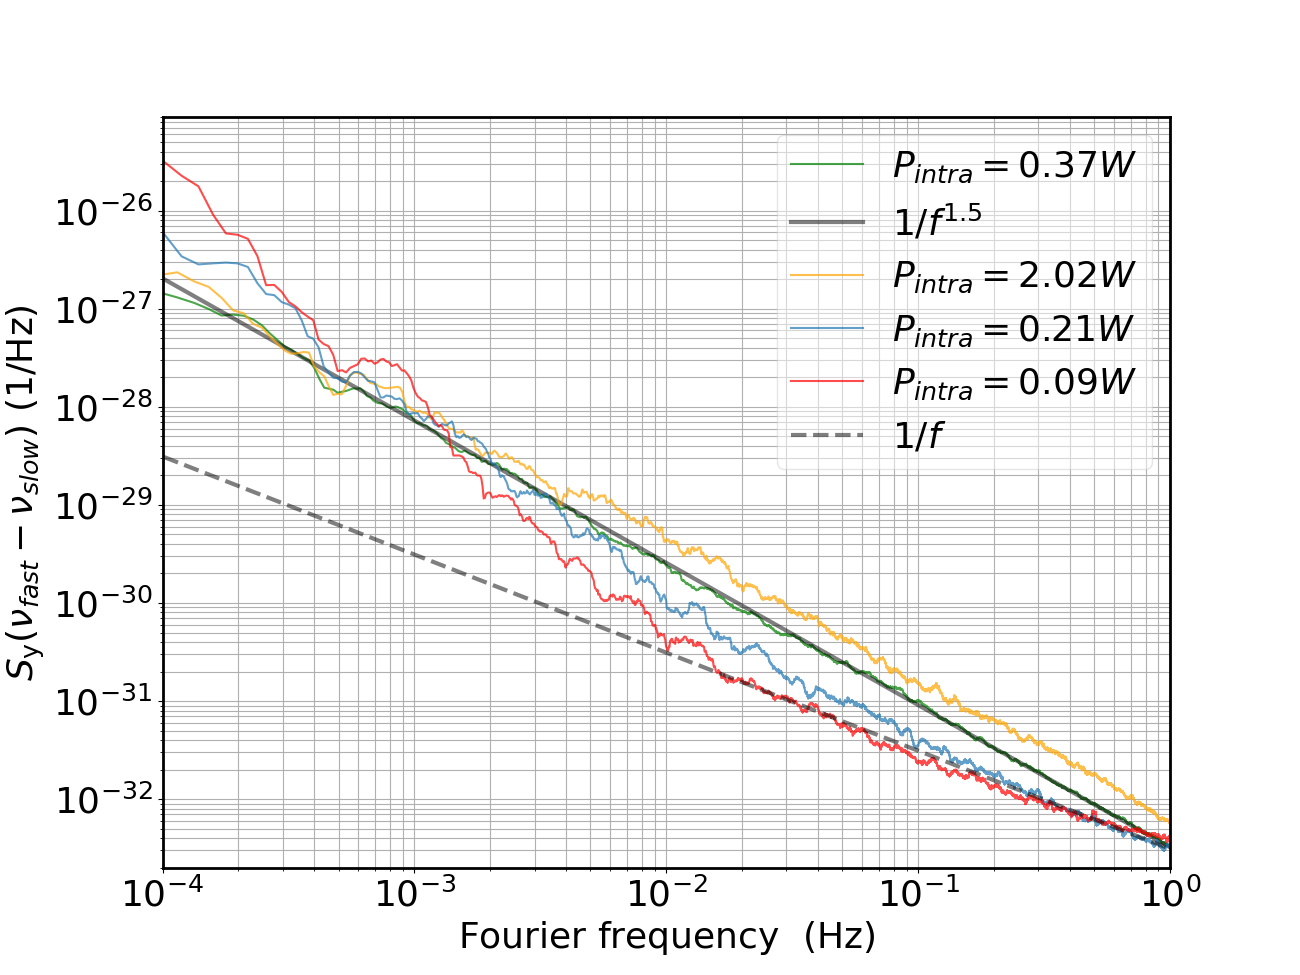 P_intra = 0.37W
1/f^1.5
P_intra = 2.02W
P_intra = 0.21W
P_intra = 0.09W
1/f
S_y(ν_fast − ν_slow) (1/Hz)
10^−26
10^−27
10^−28
10^−29
10^−30
10^−31
10^−32
10^−4 10^−3 10^−2 10^−1 10^0
Fourier frequency (Hz)